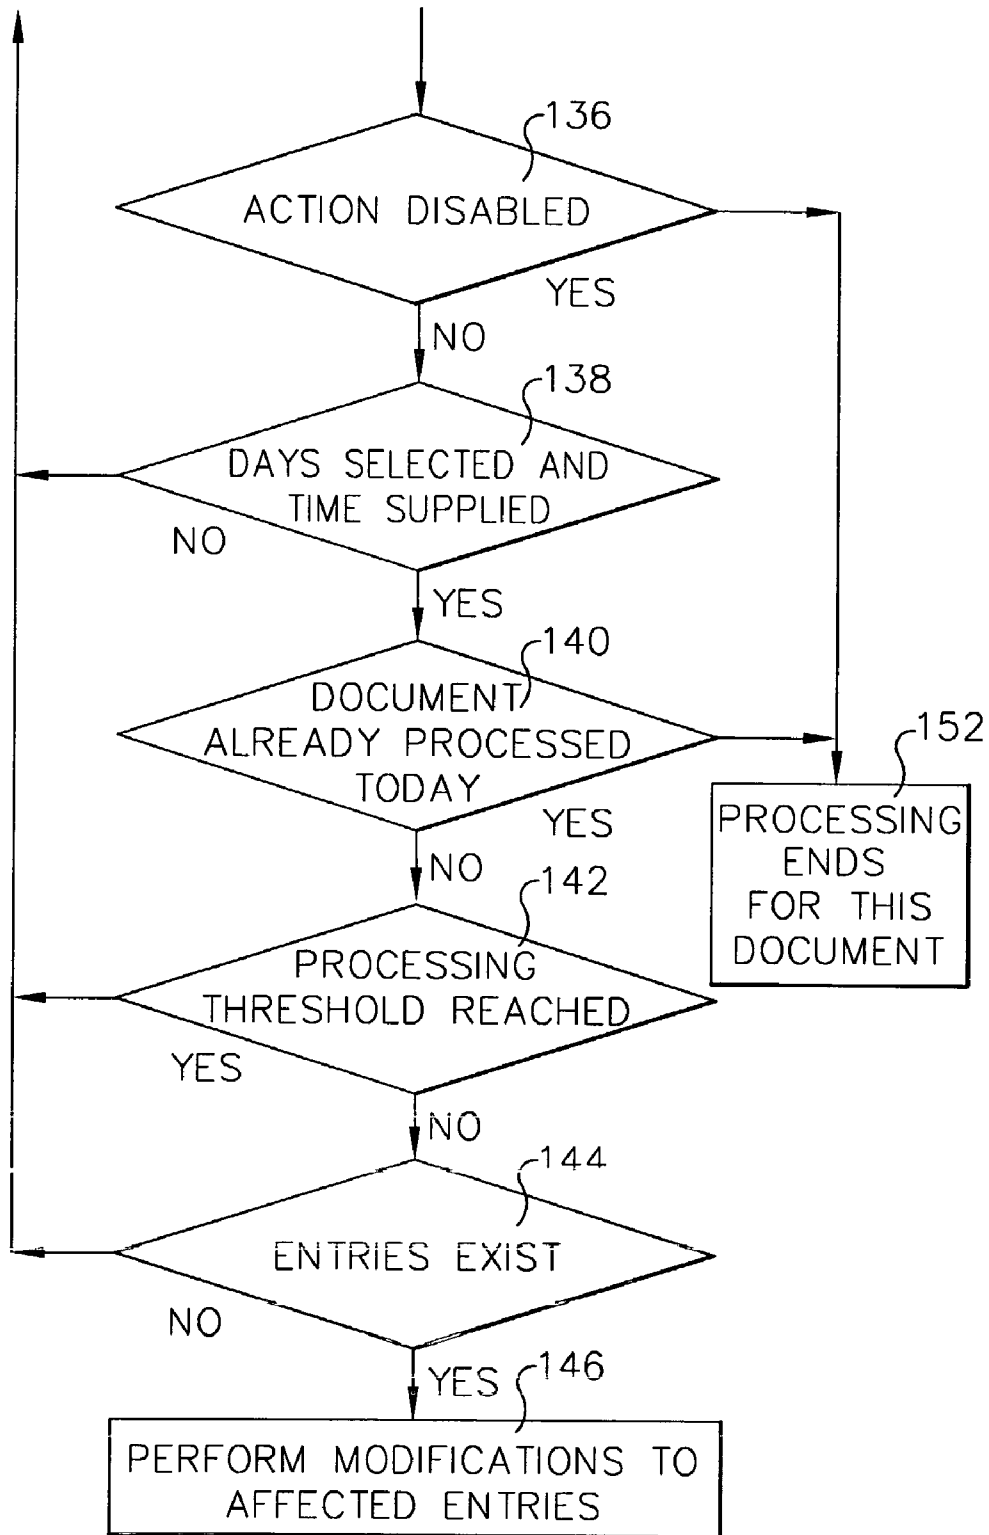 136
ACTION DISABLED
YES
NO
138
DAYS SELECTED AND
TIME SUPPLIED
NO
YES
140
DOCUMENT
ALREADY PROCESSED
TODAY
YES
NO
152
PROCESSING
ENDS
FOR THIS
DOCUMENT
142
PROCESSING
THRESHOLD REACHED
YES
NO
144
ENTRIES EXIST
NO
YES
146
PERFORM MODIFICATIONS TO
AFFECTED ENTRIES